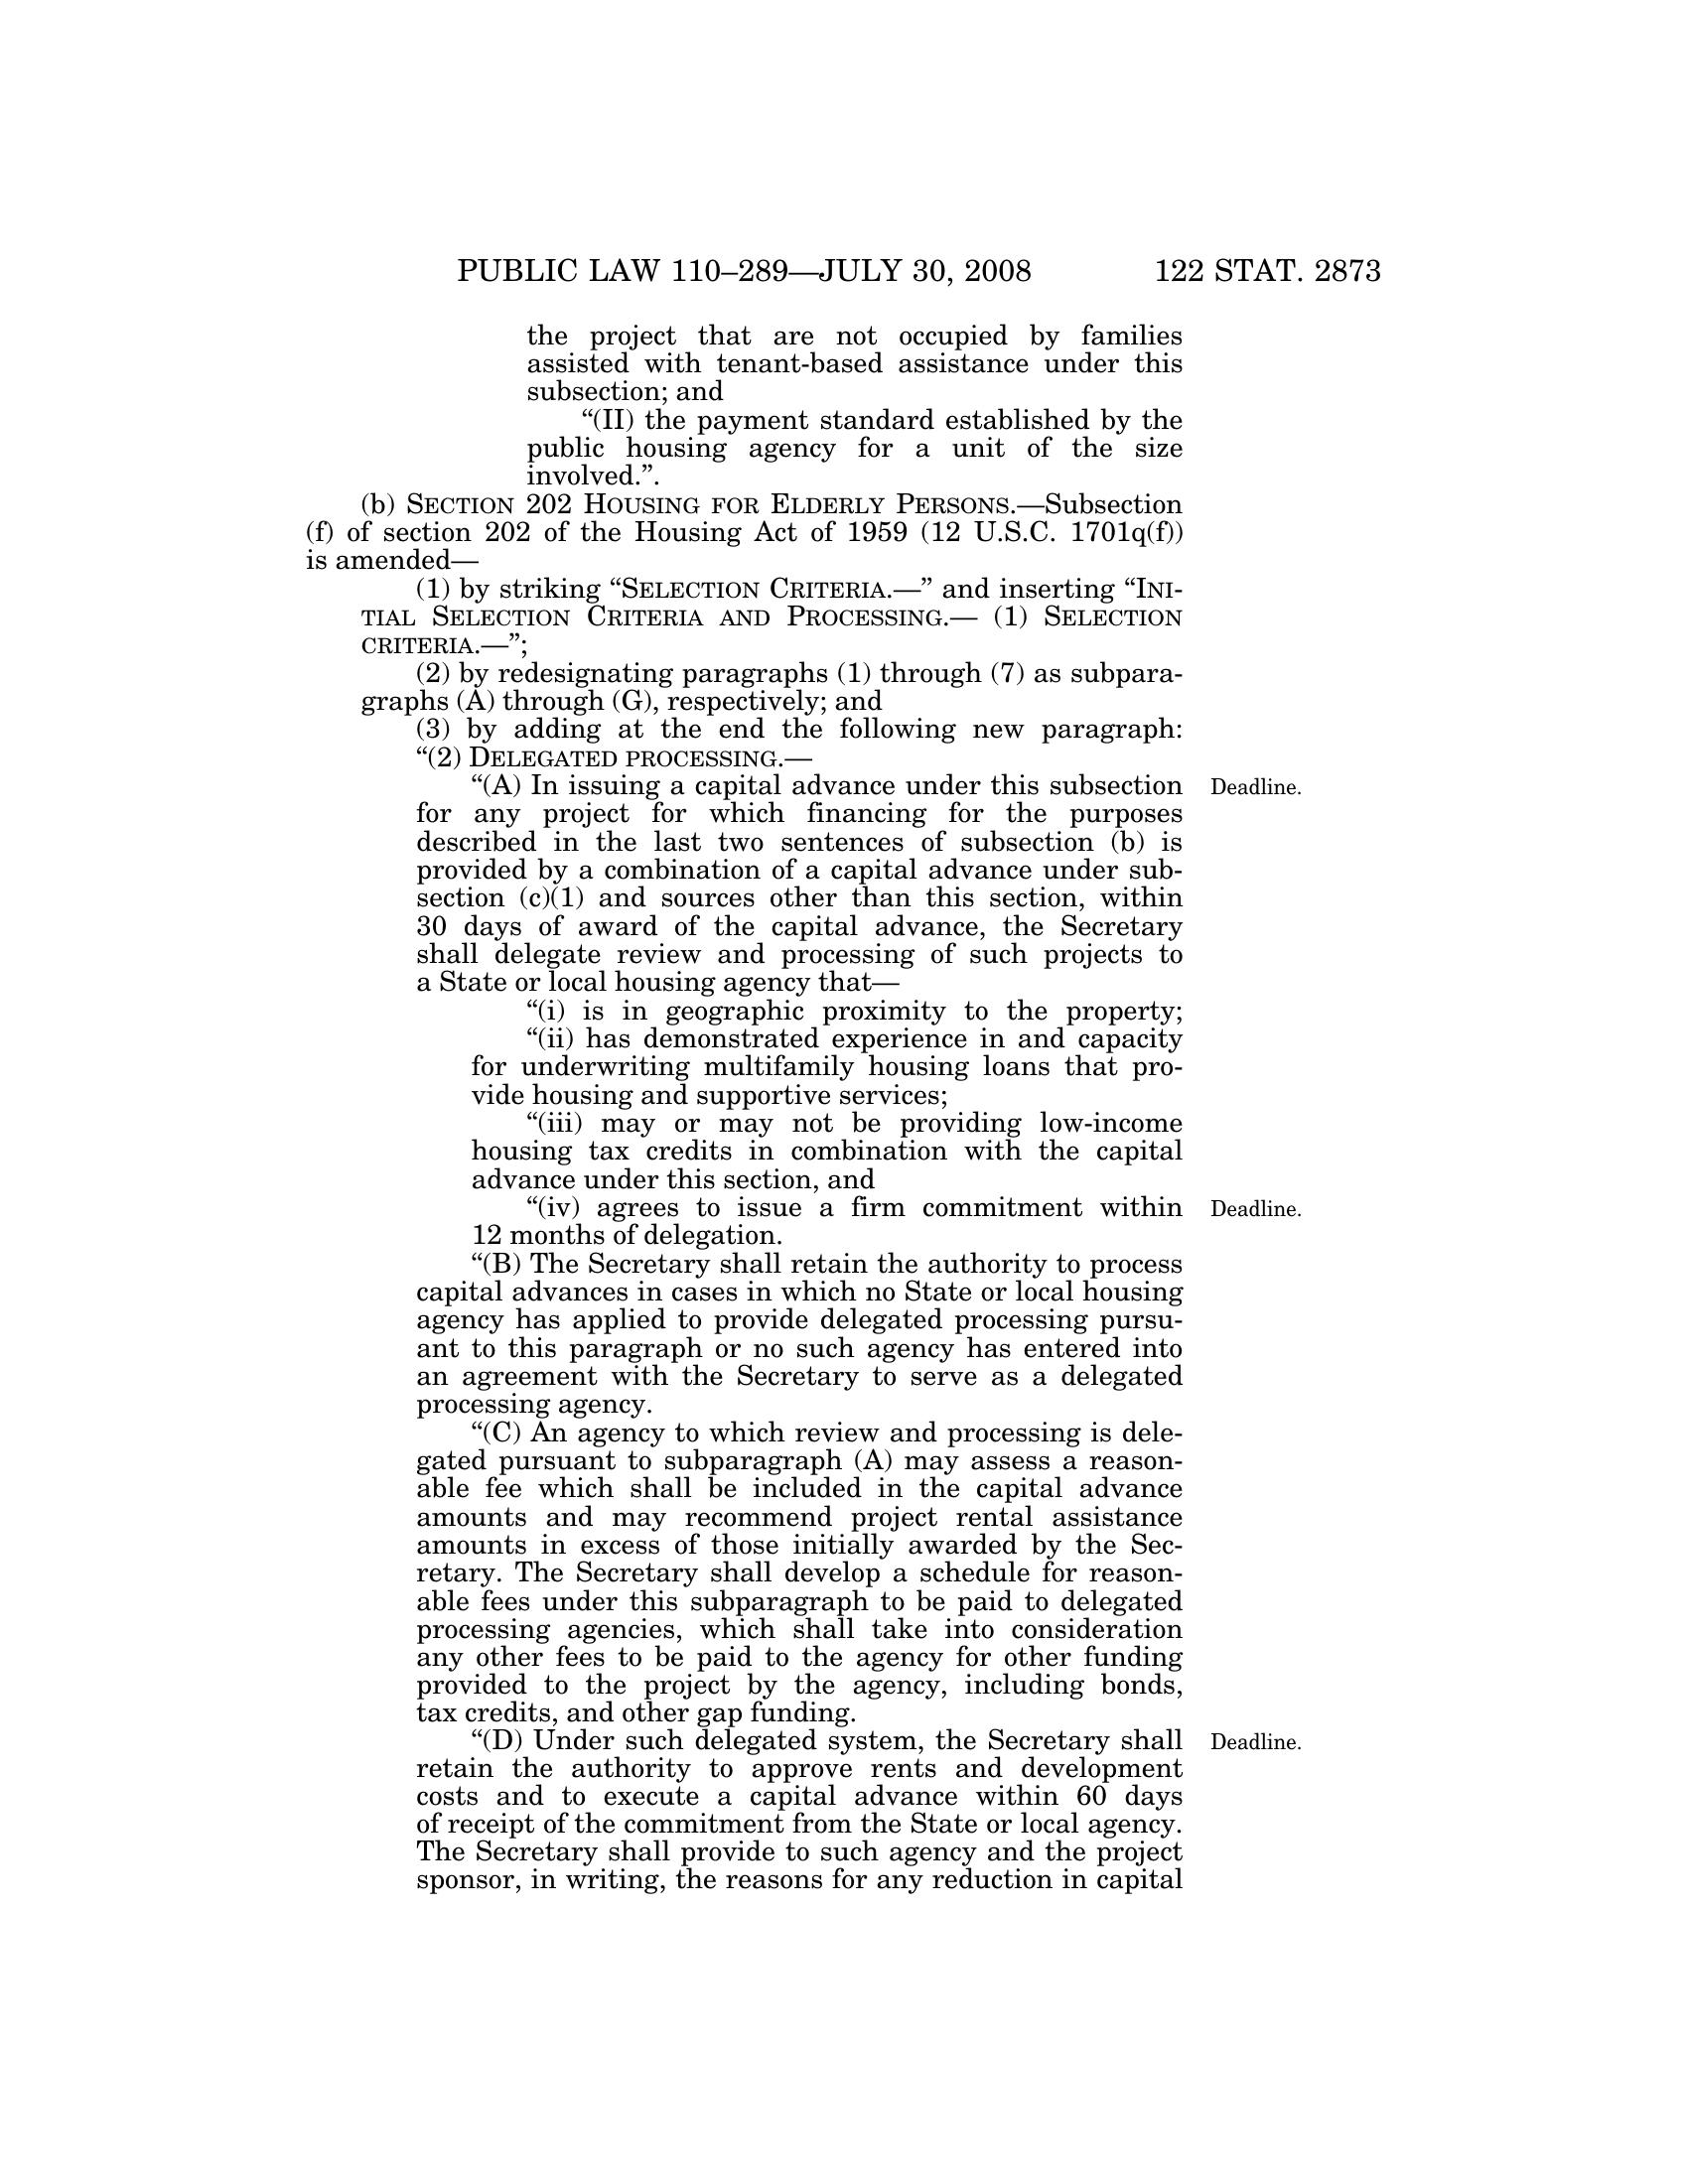 PUBLIC LAW 110–289—JULY 30, 2008 122 STAT. 2873
the project that are not occupied by families
assisted with tenant-based assistance under this
subsection; and
“(II) the payment standard established by the
public housing agency for a unit of the size
involved.”.
(b) SECTION 202 HOUSING FOR ELDERLY PERSONS.—Subsection
(f) of section 202 of the Housing Act of 1959 (12 U.S.C. 1701q(f))
is amended—
(1) by striking “SELECTION CRITERIA.—” and inserting “INI-
TIAL SELECTION CRITERIA AND PROCESSING.— (1) SELECTION
CRITERIA.—”;
(2) by redesignating paragraphs (1) through (7) as subpara-
graphs (A) through (G), respectively; and
(3) by adding at the end the following new paragraph:
“(2) DELEGATED PROCESSING.—
“(A) In issuing a capital advance under this subsection Deadline.
for any project for which financing for the purposes
described in the last two sentences of subsection (b) is
provided by a combination of a capital advance under sub-
section (c)(1) and sources other than this section, within
30 days of award of the capital advance, the Secretary
shall delegate review and processing of such projects to
a State or local housing agency that—
“(i) is in geographic proximity to the property;
“(ii) has demonstrated experience in and capacity
for underwriting multifamily housing loans that pro-
vide housing and supportive services;
“(iii) may or may not be providing low-income
housing tax credits in combination with the capital
advance under this section, and
“(iv) agrees to issue a firm commitment within Deadline.
12 months of delegation.
“(B) The Secretary shall retain the authority to process
capital advances in cases in which no State or local housing
agency has applied to provide delegated processing pursu-
ant to this paragraph or no such agency has entered into
an agreement with the Secretary to serve as a delegated
processing agency.
“(C) An agency to which review and processing is dele-
gated pursuant to subparagraph (A) may assess a reason-
able fee which shall be included in the capital advance
amounts and may recommend project rental assistance
amounts in excess of those initially awarded by the Sec-
retary. The Secretary shall develop a schedule for reason-
able fees under this subparagraph to be paid to delegated
processing agencies, which shall take into consideration
any other fees to be paid to the agency for other funding
provided to the project by the agency, including bonds,
tax credits, and other gap funding.
“(D) Under such delegated system, the Secretary shall Deadline.
retain the authority to approve rents and development
costs and to execute a capital advance within 60 days
of receipt of the commitment from the State or local agency.
The Secretary shall provide to such agency and the project
sponsor, in writing, the reasons for any reduction in capital